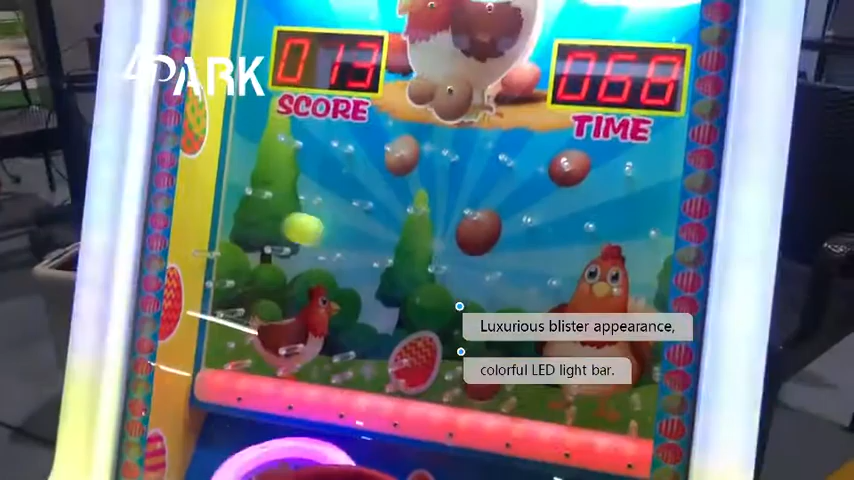 4PARK
013
SCORE
068
TIME
Luxurious blister appearance,
colorful LED light bar.